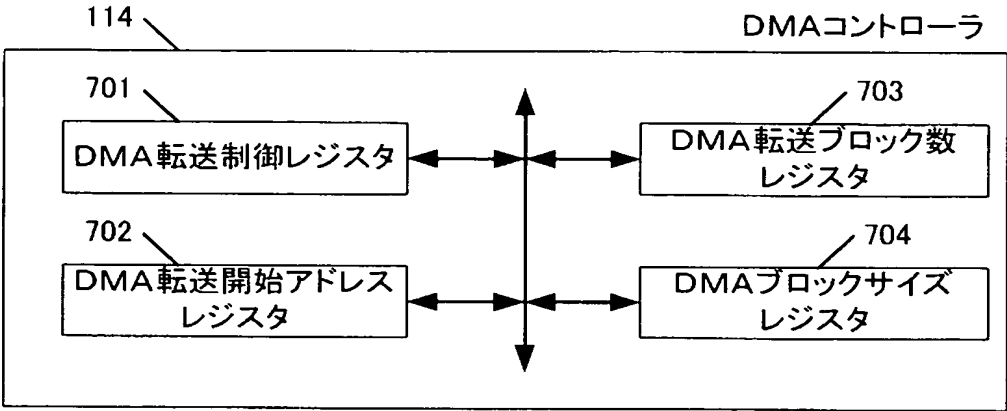 114
DMAコントローラ
701
DMA転送制御レジスタ
703
DMA転送ブロック数
レジスタ
702
DMA転送開始アドレス
レジスタ
704
DMAブロックサイズ
レジスタ